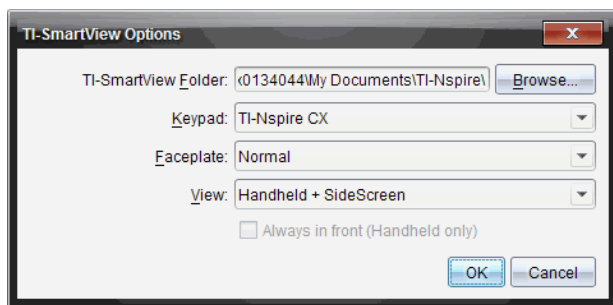 TI-SmartView Options
TI-SmartView Folder: x0134044\My Documents\TI-Nspire\ Browse...
Keypad: TI-Nspire CX
Faceplate: Normal
View: Handheld + SideScreen
Always in front (Handheld only)
OK Cancel